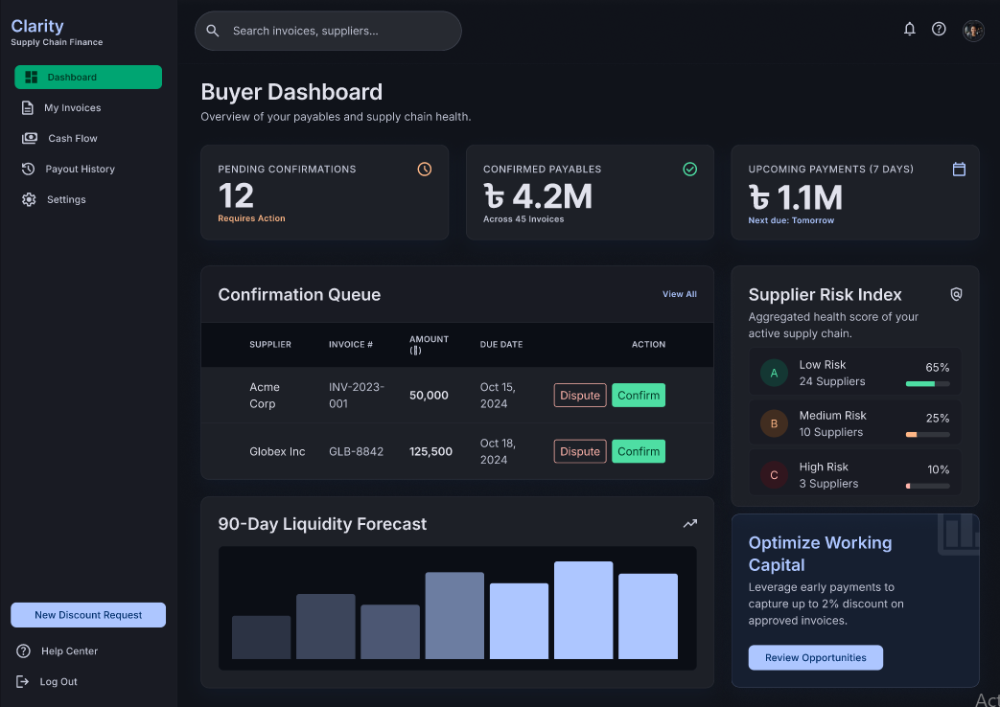 Clarity
Supply Chain Finance
Dashboard
My Invoices
Cash Flow
Payout History
Settings
New Discount Request
Help Center
Log Out
Search invoices, suppliers...
Buyer Dashboard
Overview of your payables and supply chain health.
PENDING CONFIRMATIONS
12
Requires Action
CONFIRMED PAYABLES
৳ 4.2M
Across 45 Invoices
UPCOMING PAYMENTS (7 DAYS)
৳ 1.1M
Next due: Tomorrow
Confirmation Queue
View All
SUPPLIER INVOICE # AMOUNT (▯) DUE DATE ACTION
Acme Corp INV-2023-001 50,000 Oct 15, 2024 Dispute Confirm
Globex Inc GLB-8842 125,500 Oct 18, 2024 Dispute Confirm
90-Day Liquidity Forecast
Supplier Risk Index
Aggregated health score of your
active supply chain.
A
Low Risk
24 Suppliers
65%
B
Medium Risk
10 Suppliers
25%
C
High Risk
3 Suppliers
10%
Optimize Working
Capital
Leverage early payments to
capture up to 2% discount on
approved invoices.
Review Opportunities